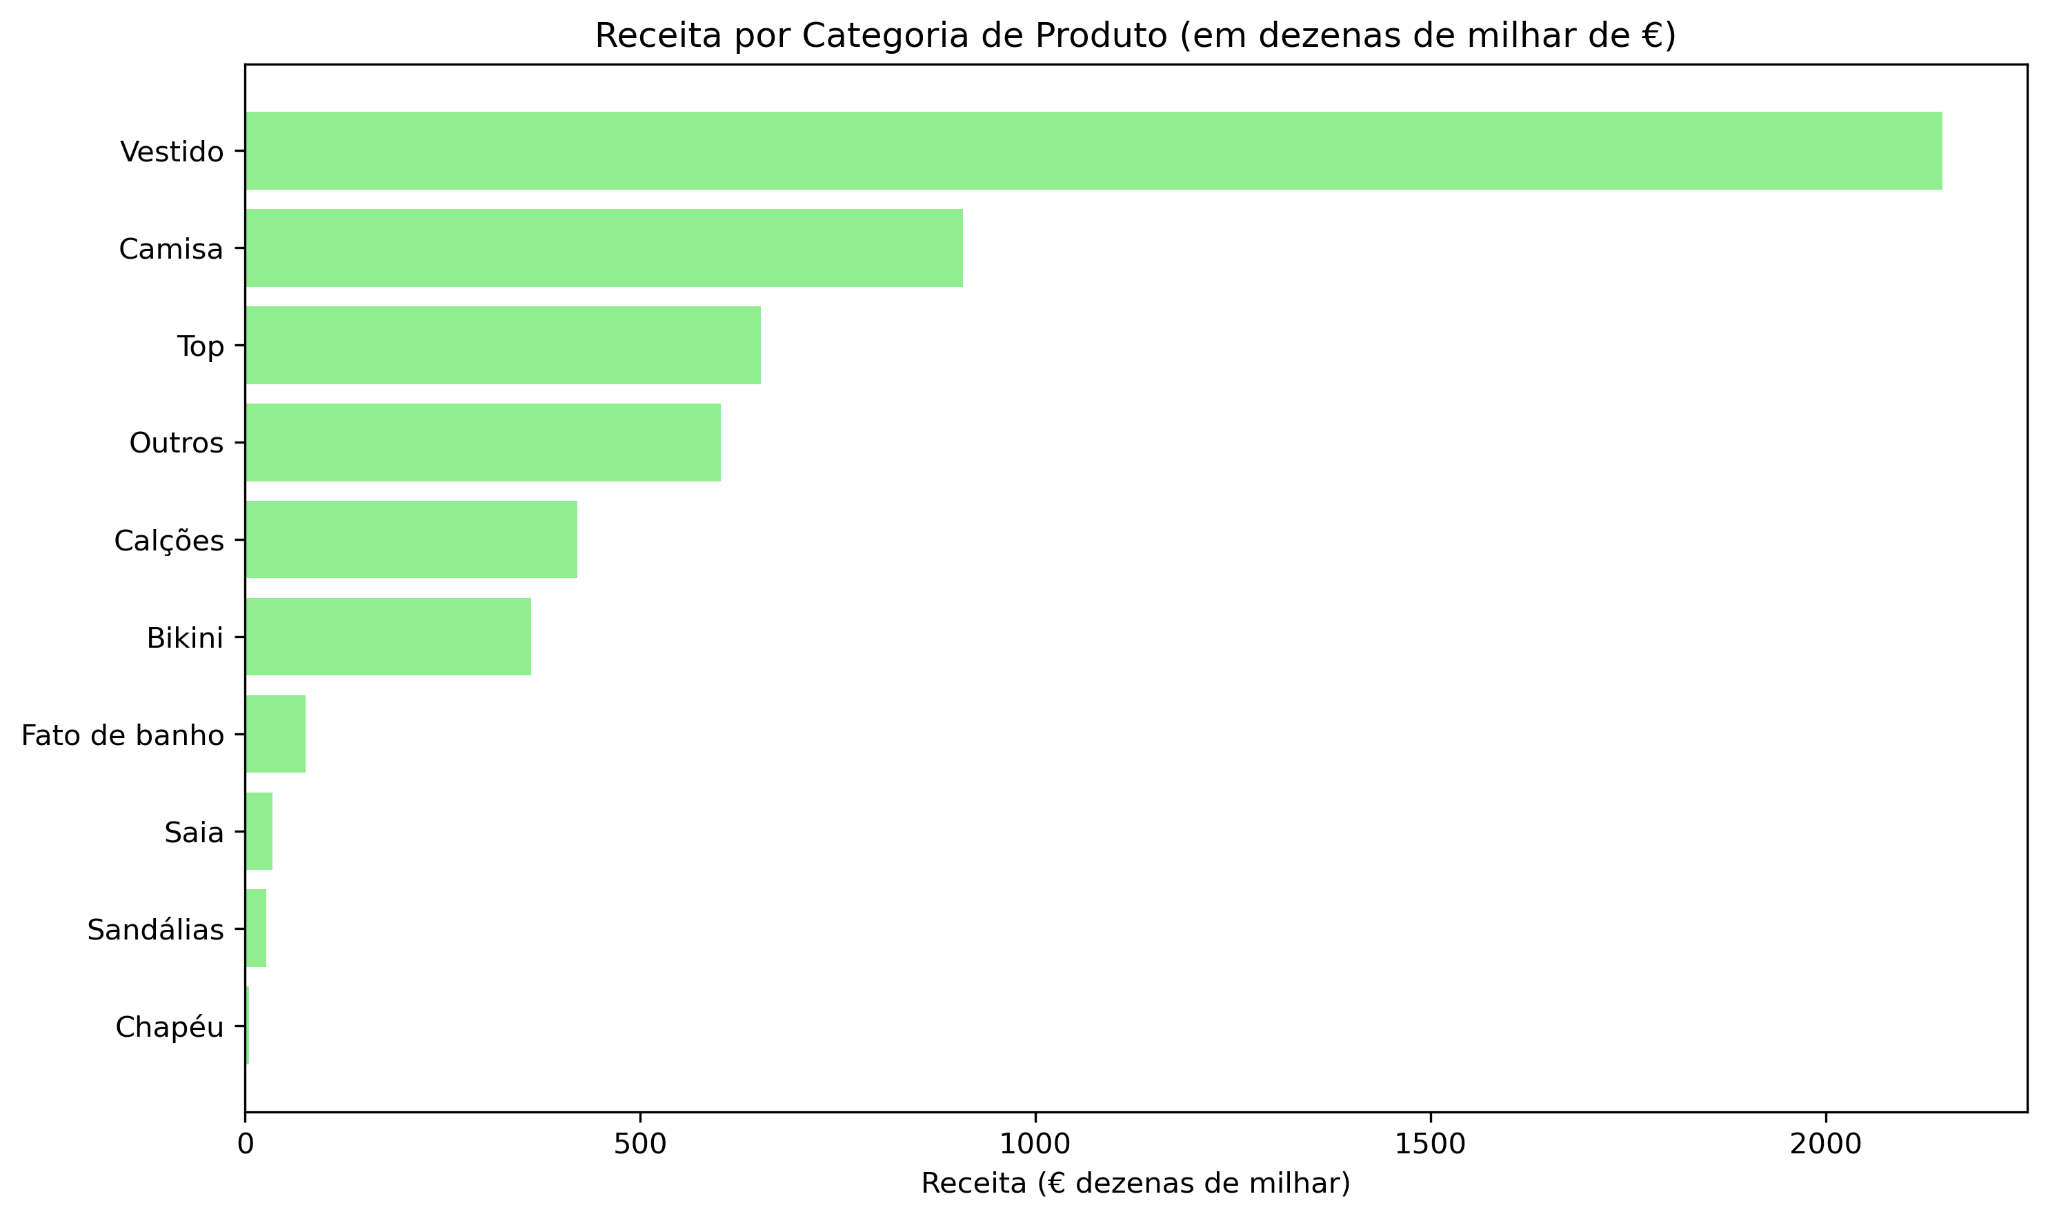 Receita por Categoria de Produto (em dezenas de milhar de €)
Vestido
Camisa
Top
Outros
Calções
Bikini
Fato de banho
Saia
Sandálias
Chapéu
0 500 1000 1500 2000
Receita (€ dezenas de milhar)